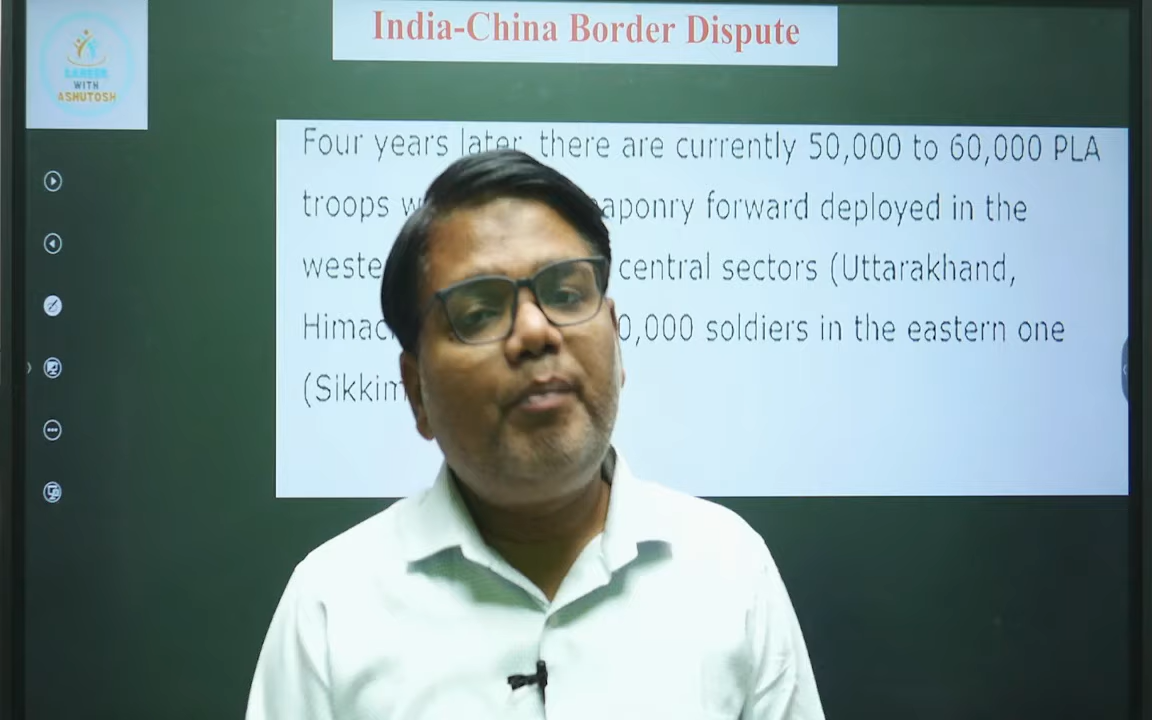 India-China Border Dispute
CAREER
WITH
ASHUTOSH
Four years later, there are currently 50,000 to 60,000 PLA
troops aponry forward deployed in the
weste central sectors (Uttarakhand,
Himac 0,000 soldiers in the eastern one
(Sikkim